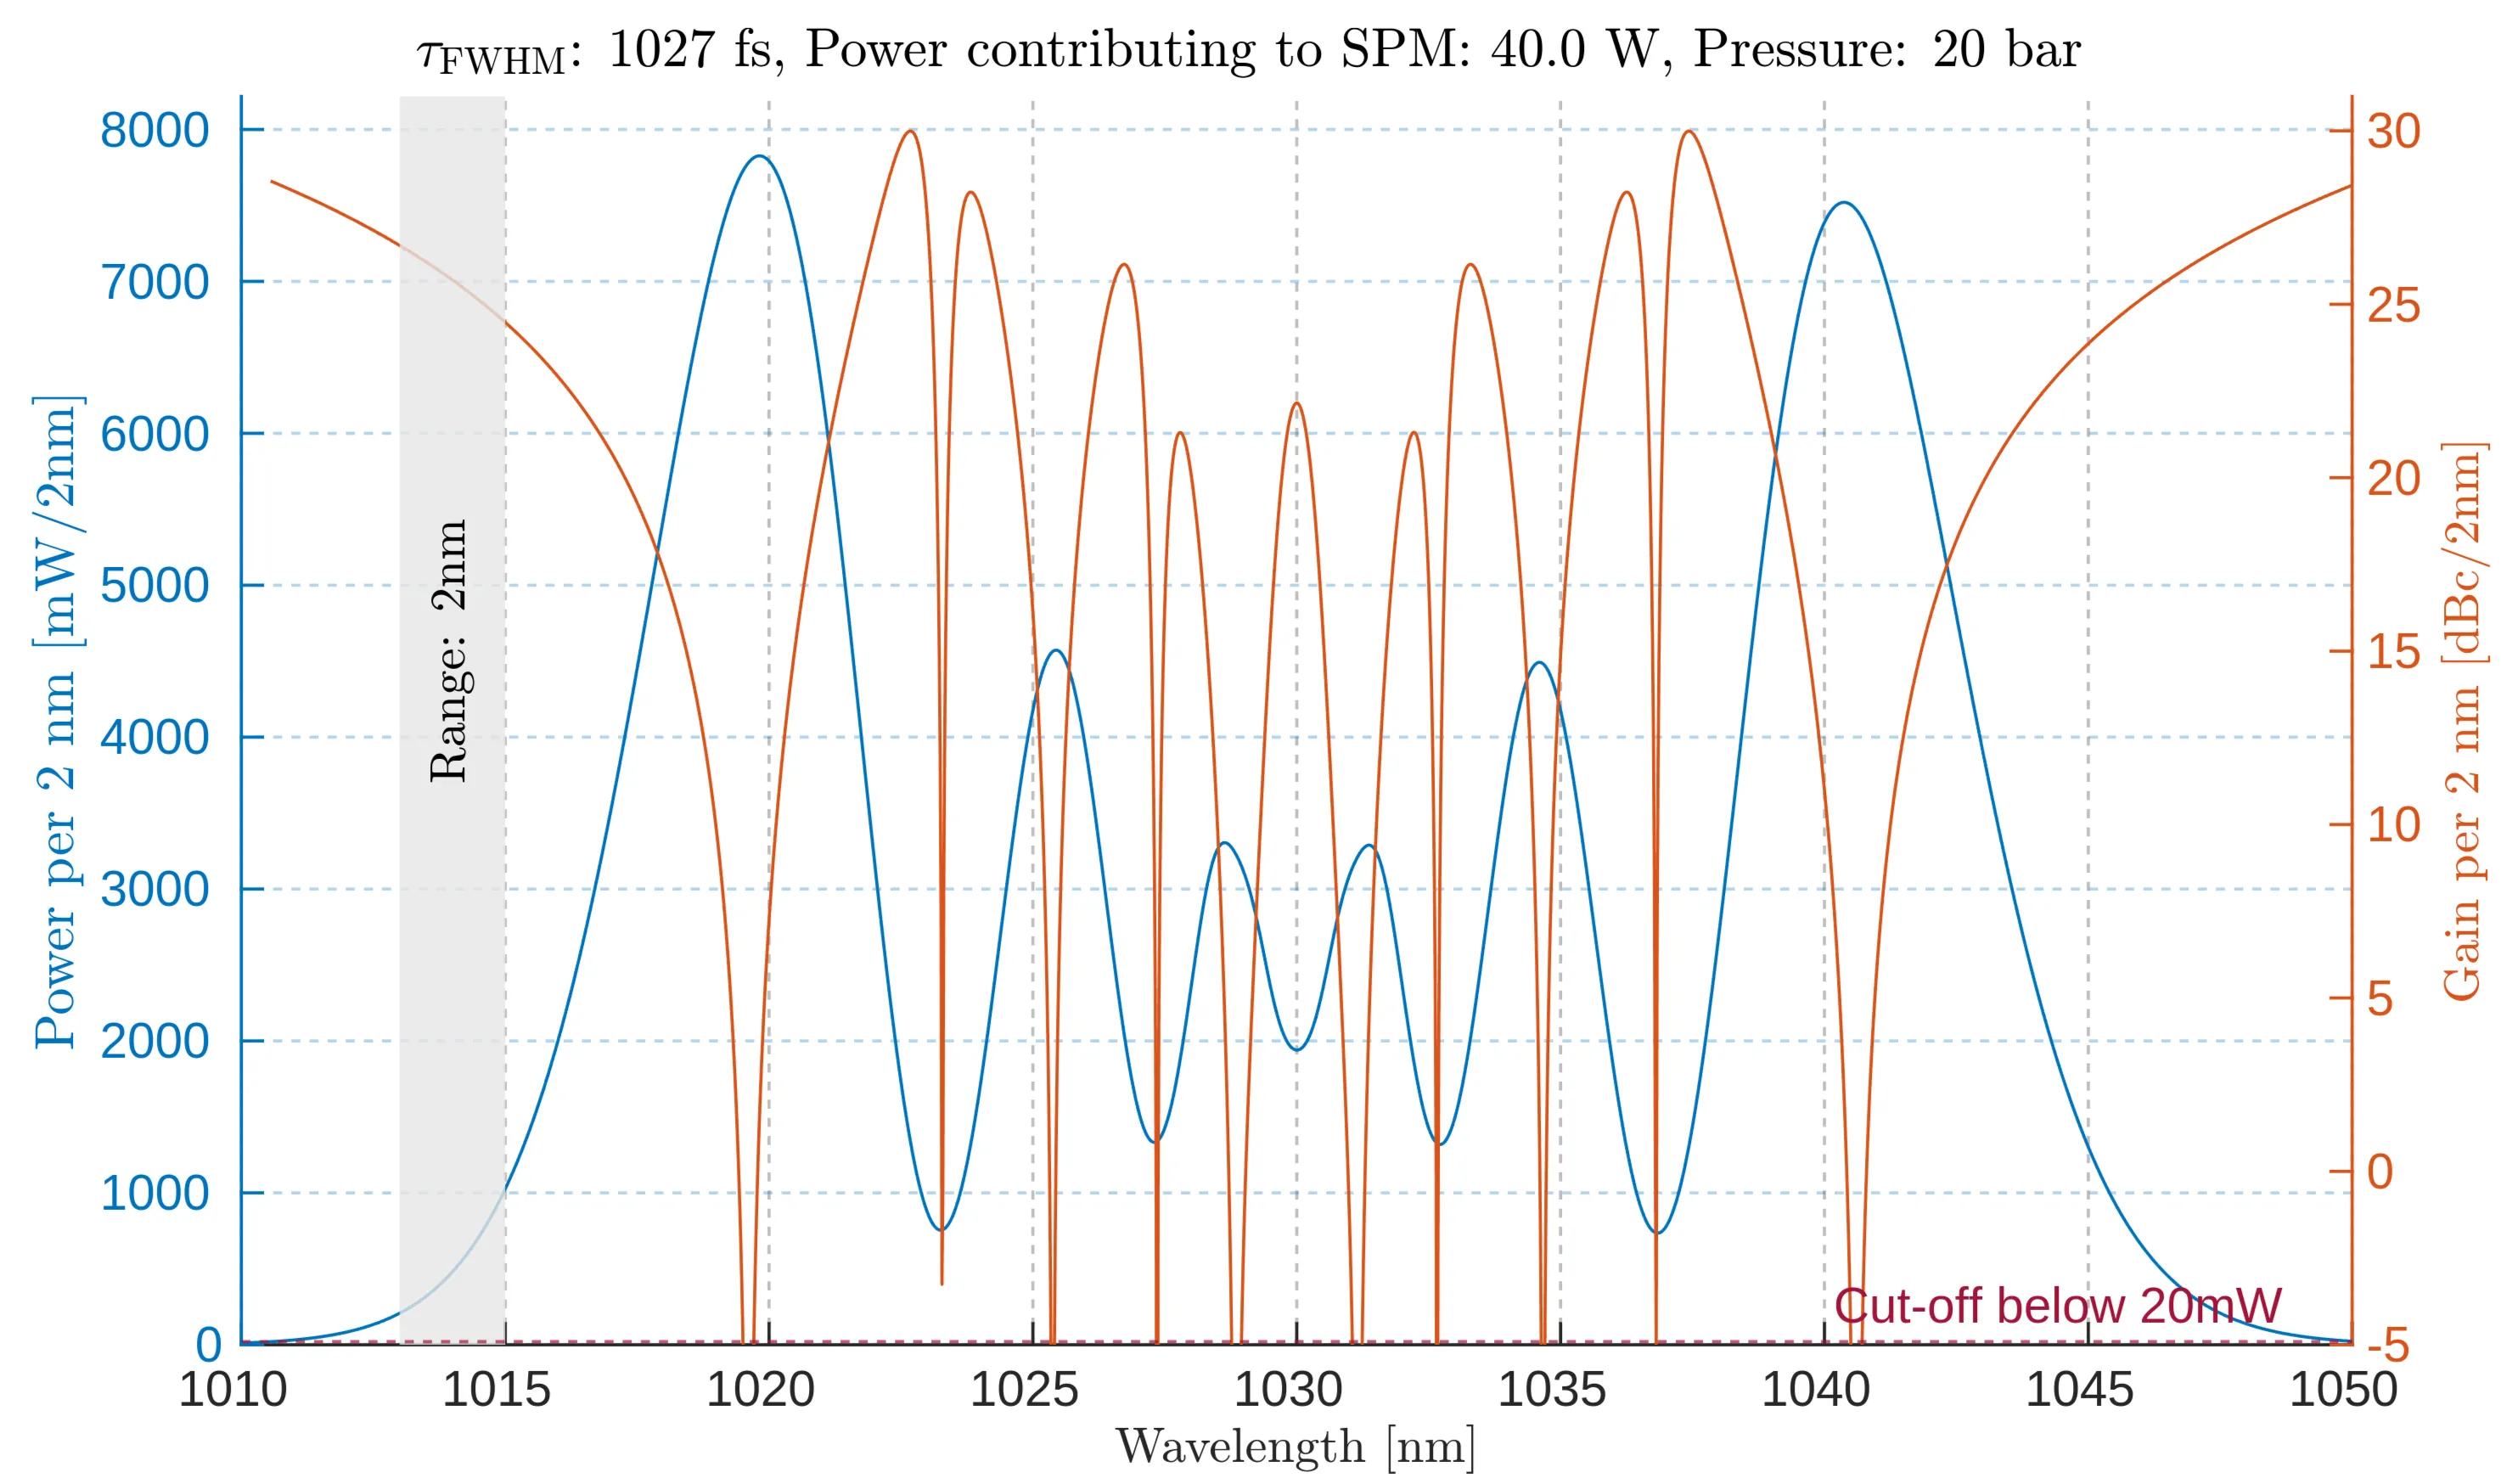 τFWHM: 1027 fs, Power contributing to SPM: 40.0 W, Pressure: 20 bar
Power per 2 nm [mW/2nm]
8000
7000
6000
5000
4000
3000
2000
1000
0
Range: 2nm
Cut-off below 20mW
30
25
20
15
10
5
0
-5
Gain per 2 nm [dBc/2nm]
1010 1015 1020 1025 1030 1035 1040 1045 1050
Wavelength [nm]